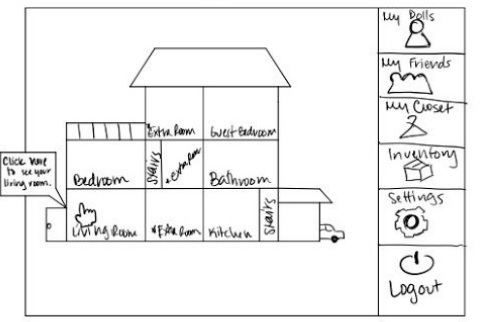 My Dolls
My Friends
My Closet
Inventory
Settings
Logout
*Extra Room
Guest Bedroom
Bedroom
Stairs
*Extra Room
Bathroom
Click here
to see your
living room.
Living Room
*Extra Room
Kitchen
Stairs